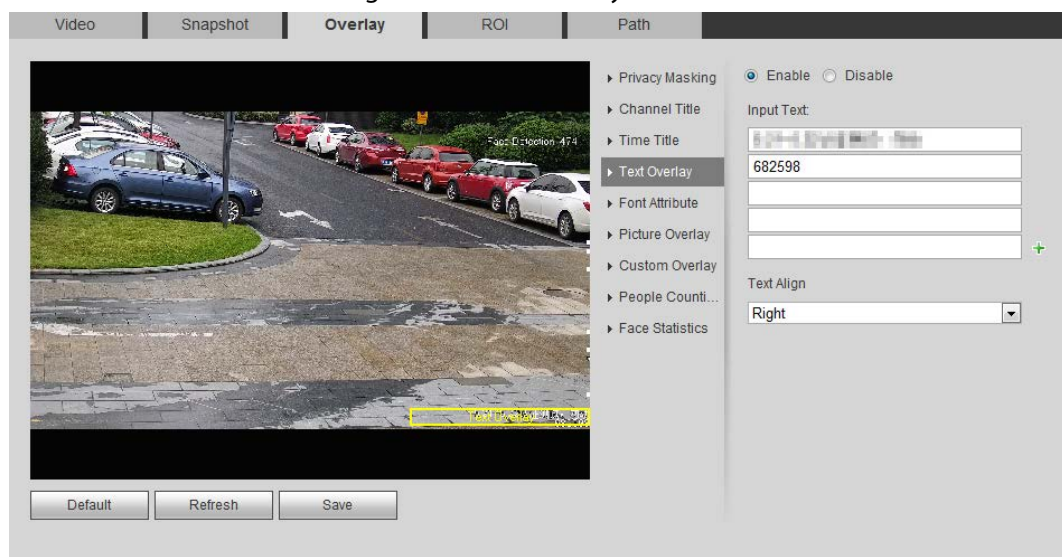 Video Snapshot Overlay ROI Path
Face Detection 474
Privacy Masking
Channel Title
Time Title
Text Overlay
Font Attribute
Picture Overlay
Custom Overlay
People Counti...
Face Statistics
Enable Disable
Input Text:
682598
Text Align
Right
Default Refresh Save